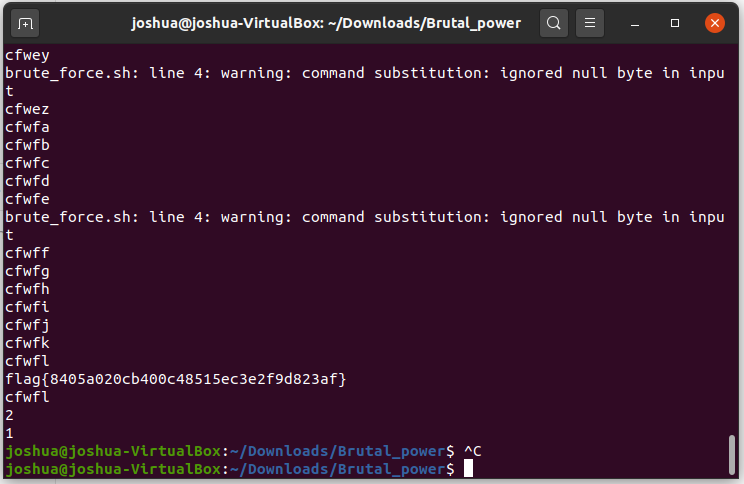 joshua@joshua-VirtualBox: ~/Downloads/Brutal_power
cfwey
brute_force.sh: line 4: warning: command substitution: ignored null byte in inpu
t
cfwez
cfwfa
cfwfb
cfwfc
cfwfd
cfwfe
brute_force.sh: line 4: warning: command substitution: ignored null byte in inpu
t
cfwff
cfwfg
cfwfh
cfwfi
cfwfj
cfwfk
cfwfl
flag{8405a020cb400c48515ec3e2f9d823af}
cfwfl
2
1
joshua@joshua-VirtualBox:~/Downloads/Brutal_power$ ^C
joshua@joshua-VirtualBox:~/Downloads/Brutal_power$